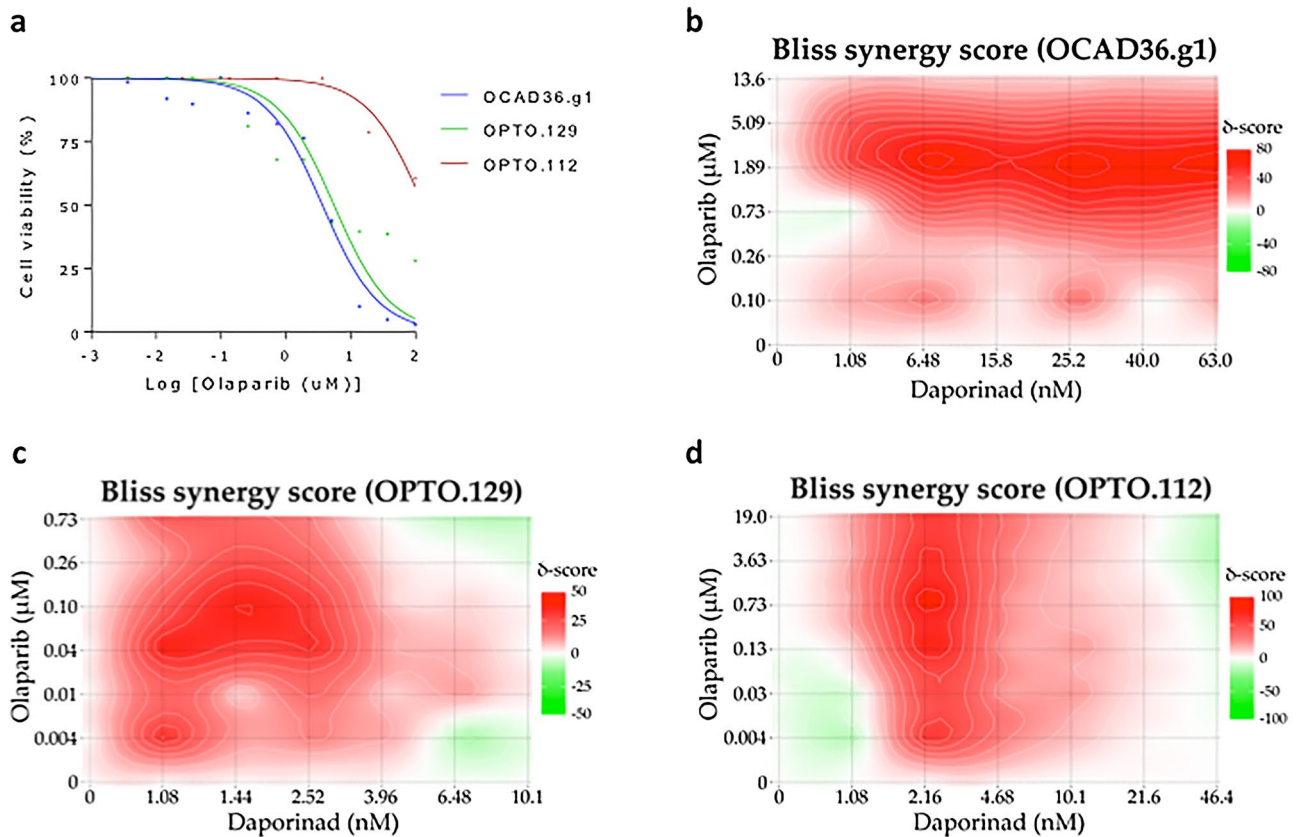 a
100
75
50
25
0
-3 -2 -1 0 1 2
Cell viability (%)
Log [Olaparib (uM)]
OCAD36.g1
OPTO.129
OPTO.112
b
Bliss synergy score (OCAD36.g1)
13.6
5.09
1.89
0.73
0.26
0.10
0
Olaparib (μM)
0 1.08 6.48 15.8 25.2 40.0 63.0
Daporinad (nM)
δ-score
80
40
0
-40
-80
c
Bliss synergy score (OPTO.129)
0.73
0.26
0.10
0.04
0.01
0.004
0
Olaparib (μM)
0 1.08 1.44 2.52 3.96 6.48 10.1
Daporinad (nM)
δ-score
50
25
0
-25
-50
d
Bliss synergy score (OPTO.112)
19.0
3.63
0.73
0.13
0.03
0.004
0
Olaparib (μM)
0 1.08 2.16 4.68 10.1 21.6 46.4
Daporinad (nM)
δ-score
100
50
0
-50
-100